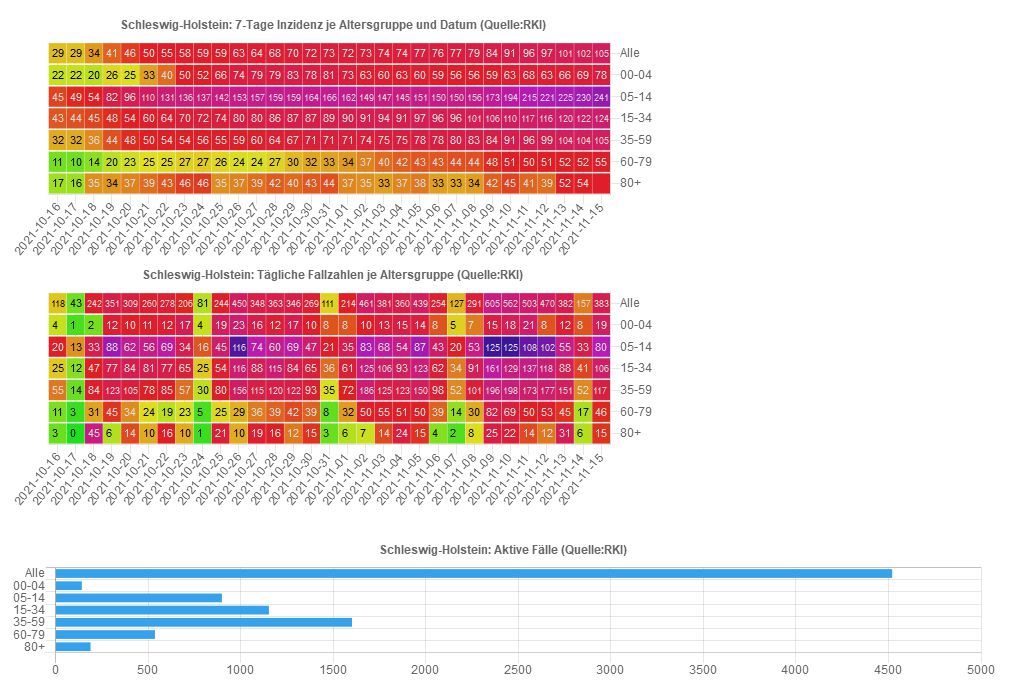 Schleswig-Holstein: 7-Tage Inzidenz je Altersgruppe und Datum (Quelle:RKI)
29 29 34 41 46 50 55 58 59 59 63 64 68 70 72 73 72 73 74 74 77 76 77 79 84 91 96 97 101 102 105 Alle
22 22 20 26 25 33 40 50 52 66 74 79 79 83 78 81 73 63 60 63 60 59 56 56 59 63 68 63 66 69 78 00-04
45 49 54 82 96 110 131 136 137 142 153 157 159 159 164 166 162 149 147 145 151 150 150 156 173 194 215 221 225 230 241 05-14
43 44 45 48 54 60 64 70 72 74 80 80 86 87 87 89 90 91 94 91 97 96 96 101 106 110 117 116 120 122 124 15-34
32 32 36 44 48 50 54 54 56 55 59 60 64 67 71 71 71 74 75 75 78 78 80 83 84 91 96 99 104 104 105 35-59
11 10 14 20 23 25 25 27 27 26 24 24 27 30 32 33 34 37 40 42 43 43 44 44 48 51 50 51 52 52 55 60-79
17 16 35 34 37 39 43 46 46 35 37 39 42 40 43 44 37 35 33 37 38 33 33 34 42 45 41 39 52 54 80+
2021-10-16 2021-10-17 2021-10-18 2021-10-19 2021-10-20 2021-10-21 2021-10-22 2021-10-23 2021-10-24 2021-10-25 2021-10-26 2021-10-27 2021-10-28 2021-10-29 2021-10-30 2021-10-31 2021-11-01 2021-11-02 2021-11-03 2021-11-04 2021-11-05 2021-11-06 2021-11-07 2021-11-08 2021-11-09 2021-11-10 2021-11-11 2021-11-12 2021-11-13 2021-11-14 2021-11-15
Schleswig-Holstein: Tägliche Fallzahlen je Altersgruppe (Quelle:RKI)
118 43 242 351 309 260 278 206 81 244 450 348 363 346 269 111 214 461 381 360 439 254 127 291 605 562 503 470 382 157 383 Alle
4 1 2 12 10 11 12 17 4 19 23 16 12 17 10 8 8 10 13 15 14 8 5 7 15 18 21 8 12 8 19 00-04
20 13 33 88 62 56 69 34 16 45 116 74 60 69 47 21 35 83 68 54 87 43 20 53 125 125 108 102 55 33 80 05-14
25 12 47 77 84 81 77 65 25 54 116 88 115 84 65 36 61 125 106 93 123 62 34 91 161 129 137 118 88 41 106 15-34
55 14 84 123 105 78 85 57 30 80 156 115 120 122 93 35 72 186 125 123 150 98 52 101 196 198 173 177 151 52 117 35-59
11 3 31 45 34 24 19 23 5 25 29 36 39 42 39 8 32 50 55 51 50 39 14 30 82 69 50 53 45 17 46 60-79
3 0 45 6 14 10 16 10 1 21 10 19 16 12 15 3 6 7 14 24 15 4 2 8 25 22 14 12 31 6 15 80+
2021-10-16 2021-10-17 2021-10-18 2021-10-19 2021-10-20 2021-10-21 2021-10-22 2021-10-23 2021-10-24 2021-10-25 2021-10-26 2021-10-27 2021-10-28 2021-10-29 2021-10-30 2021-10-31 2021-11-01 2021-11-02 2021-11-03 2021-11-04 2021-11-05 2021-11-06 2021-11-07 2021-11-08 2021-11-09 2021-11-10 2021-11-11 2021-11-12 2021-11-13 2021-11-14 2021-11-15
Schleswig-Holstein: Aktive Fälle (Quelle:RKI)
Alle
00-04
05-14
15-34
35-59
60-79
80+
0 500 1000 1500 2000 2500 3000 3500 4000 4500 5000